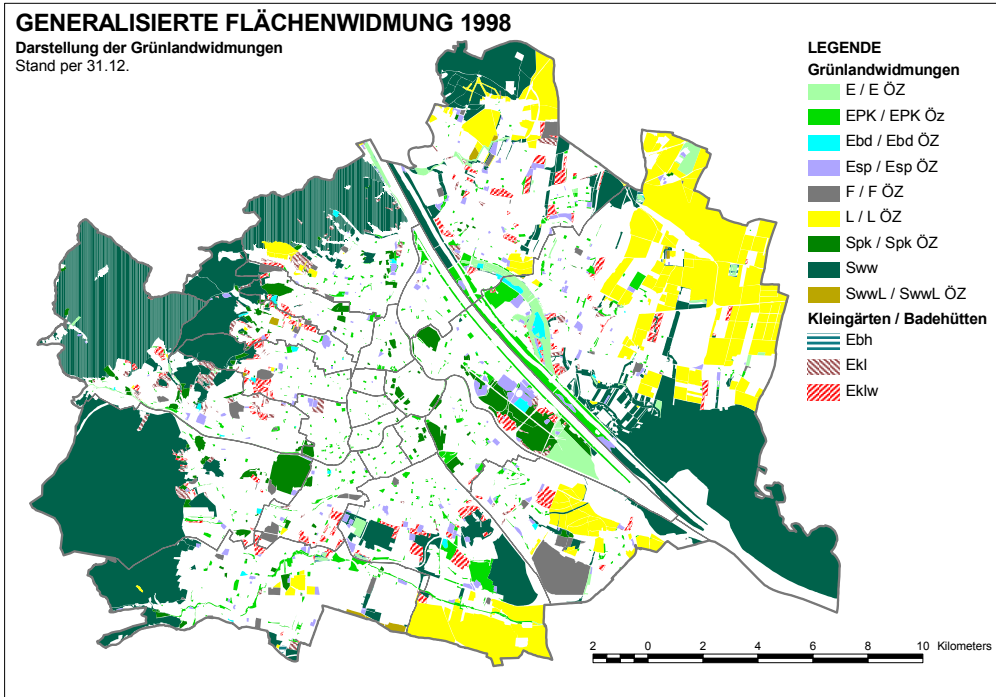 GENERALISIERTE FLÄCHENWIDMUNG 1998
Darstellung der Grünlandwidmungen
Stand per 31.12.
LEGENDE
Grünlandwidmungen
E / E ÖZ
EPK / EPK Öz
Ebd / Ebd ÖZ
Esp / Esp ÖZ
F / F ÖZ
L / L ÖZ
Spk / Spk ÖZ
Sww
SwwL / SwwL ÖZ
Kleingärten / Badehütten
Ebh
Ekl
Eklw
2 0 2 4 6 8 10 Kilometers